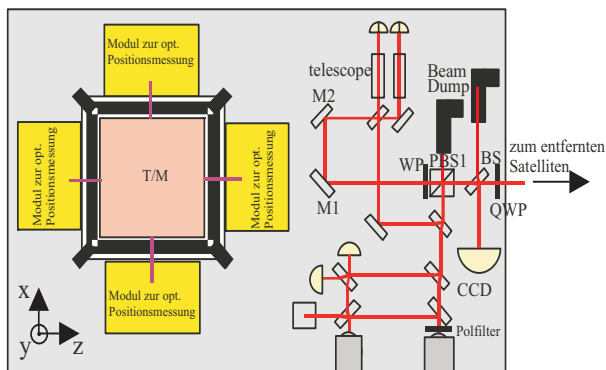 Modul zur opt.
Positionsmessung
Modul zur opt.
Positionsmessung
T/M
Modul zur opt.
Positionsmessung
Modul zur opt.
Positionsmessung
x
y
z
telescope
Beam
Dump
M2
WP
PBS1
BS
zum entfernten
Satelliten
M1
QWP
CCD
Polfilter